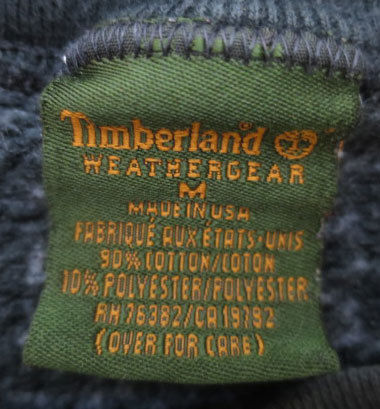 Timberland
WEATHERGEAR
M
MADE IN USA
FABRIQUÉ AUX ÉTATS-UNIS
90% COTTON/COTON
10% POLYESTER/POLYESTER
RN 76382/CA 19792
(OVER FOR CARE)